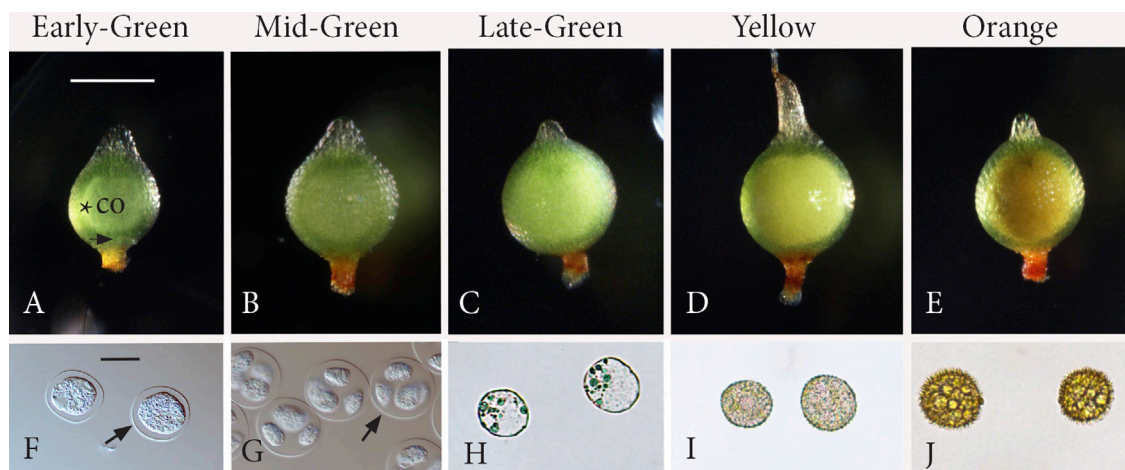 Early-Green Mid-Green Late-Green Yellow Orange
*co
A B C D E
F G H I J